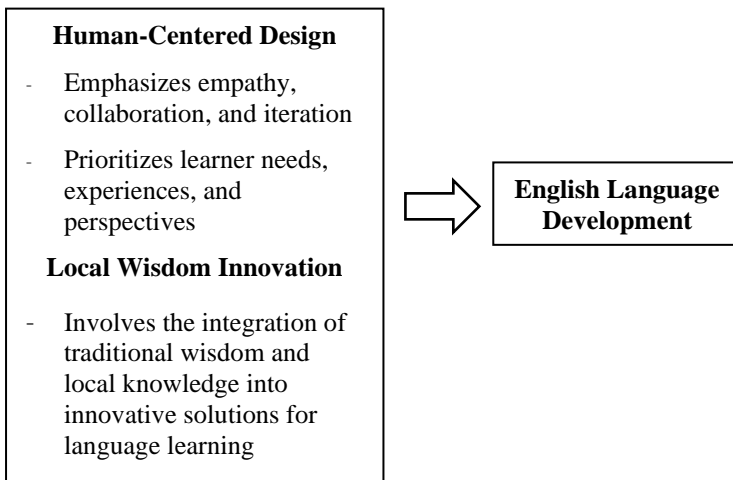 Human-Centered Design
- Emphasizes empathy,
collaboration, and iteration
- Prioritizes learner needs,
experiences, and
perspectives
Local Wisdom Innovation
- Involves the integration of
traditional wisdom and
local knowledge into
innovative solutions for
language learning
English Language
Development